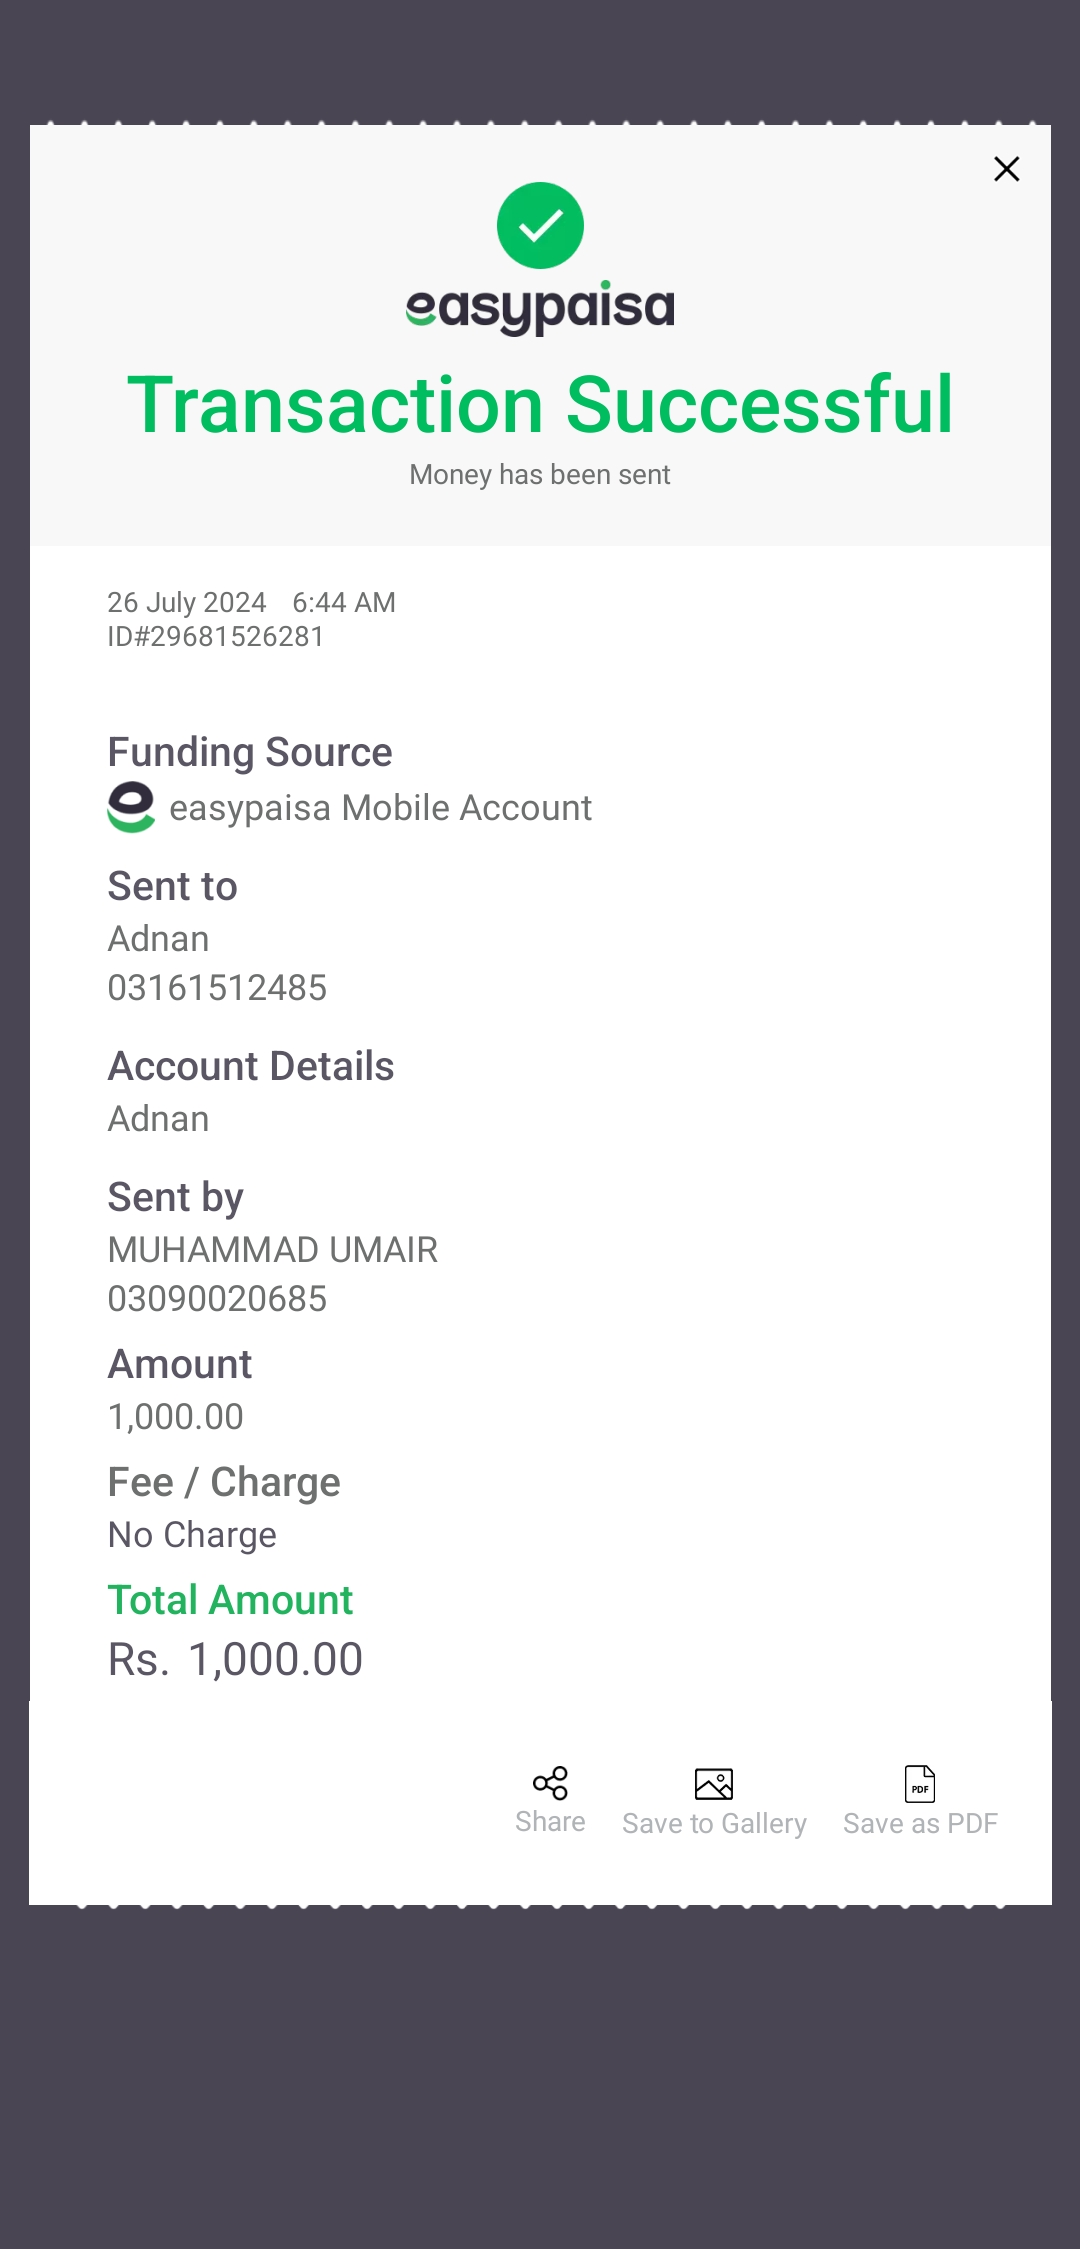 easypaisa
Transaction Successful
Money has been sent
26 July 2024 6:44 AM
ID#29681526281
Funding Source
easypaisa Mobile Account
Sent to
Adnan
03161512485
Account Details
Adnan
Sent by
MUHAMMAD UMAIR
03090020685
Amount
1,000.00
Fee / Charge
No Charge
Total Amount
Rs. 1,000.00
PDF
Share Save to Gallery Save as PDF